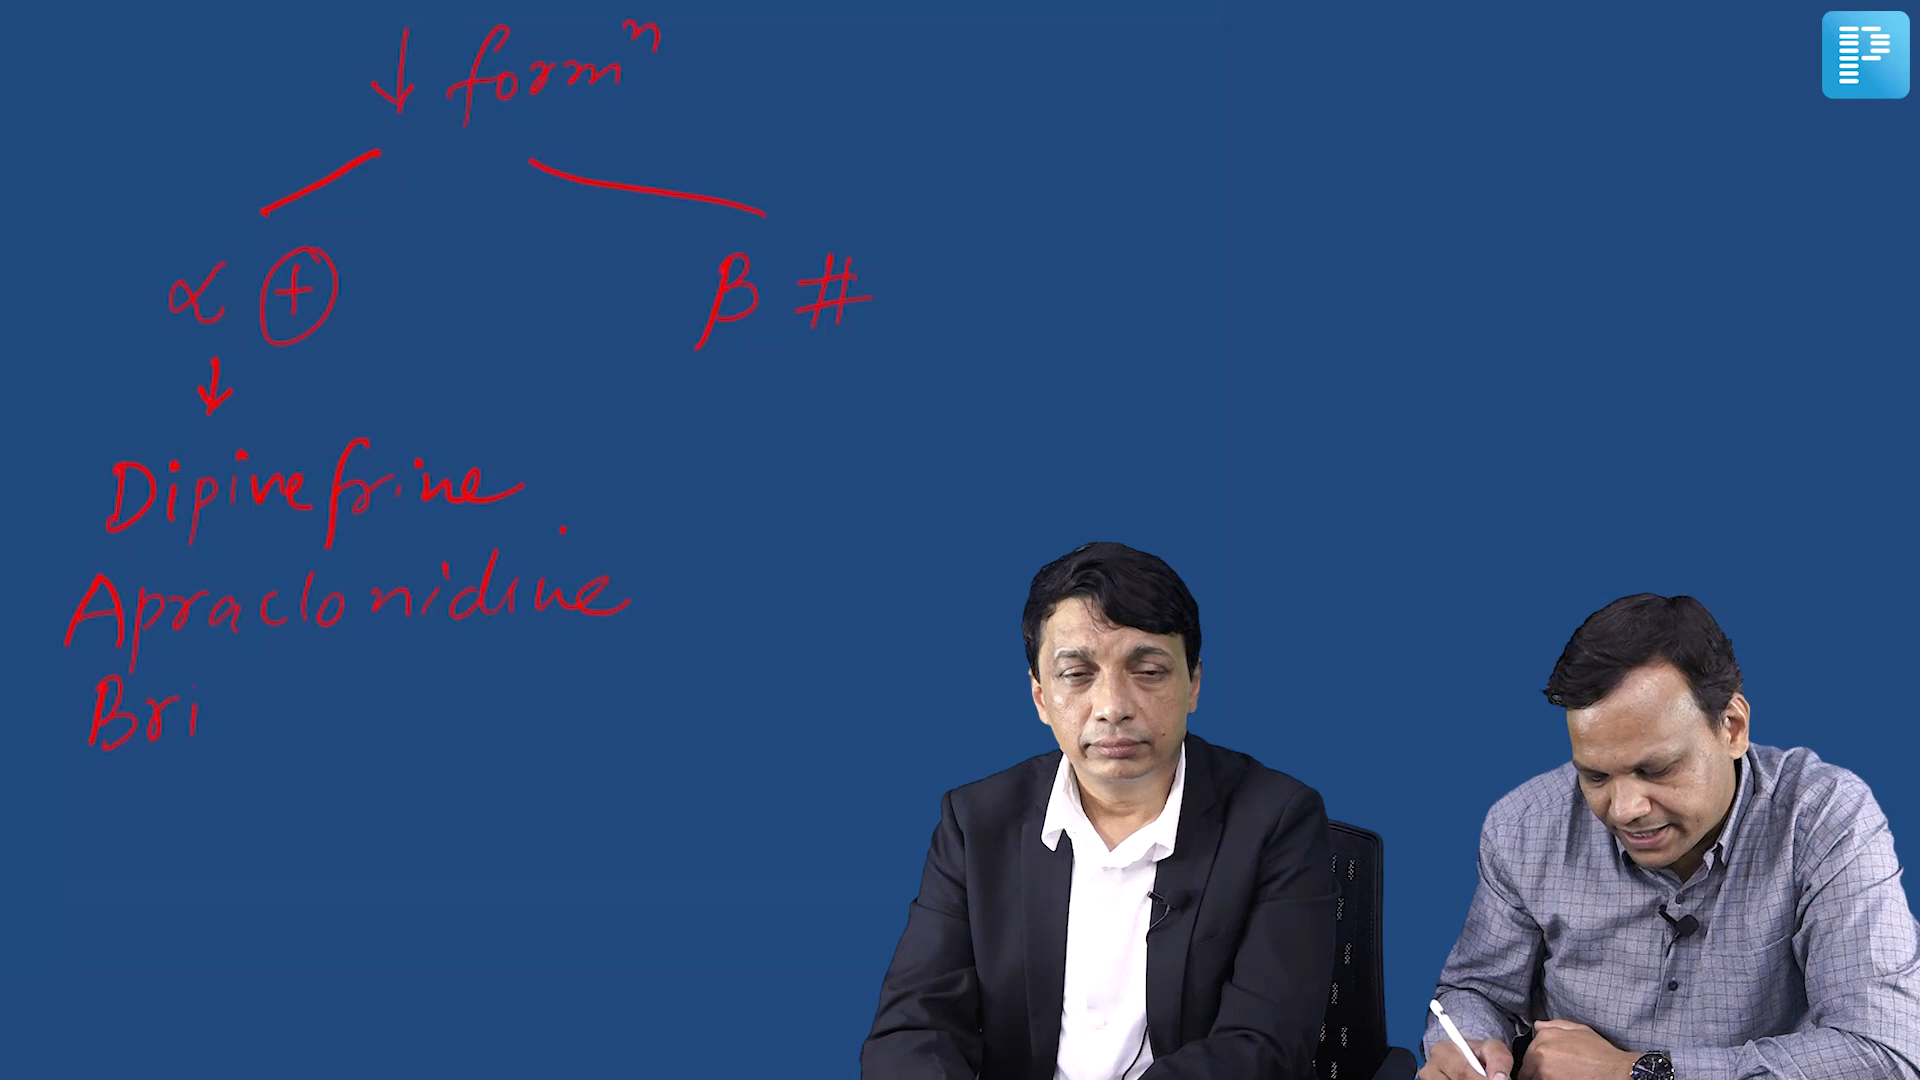 ↓ formⁿ
α ⊕ β #
↓
Dipivefrine
Apraclonidine
Bri